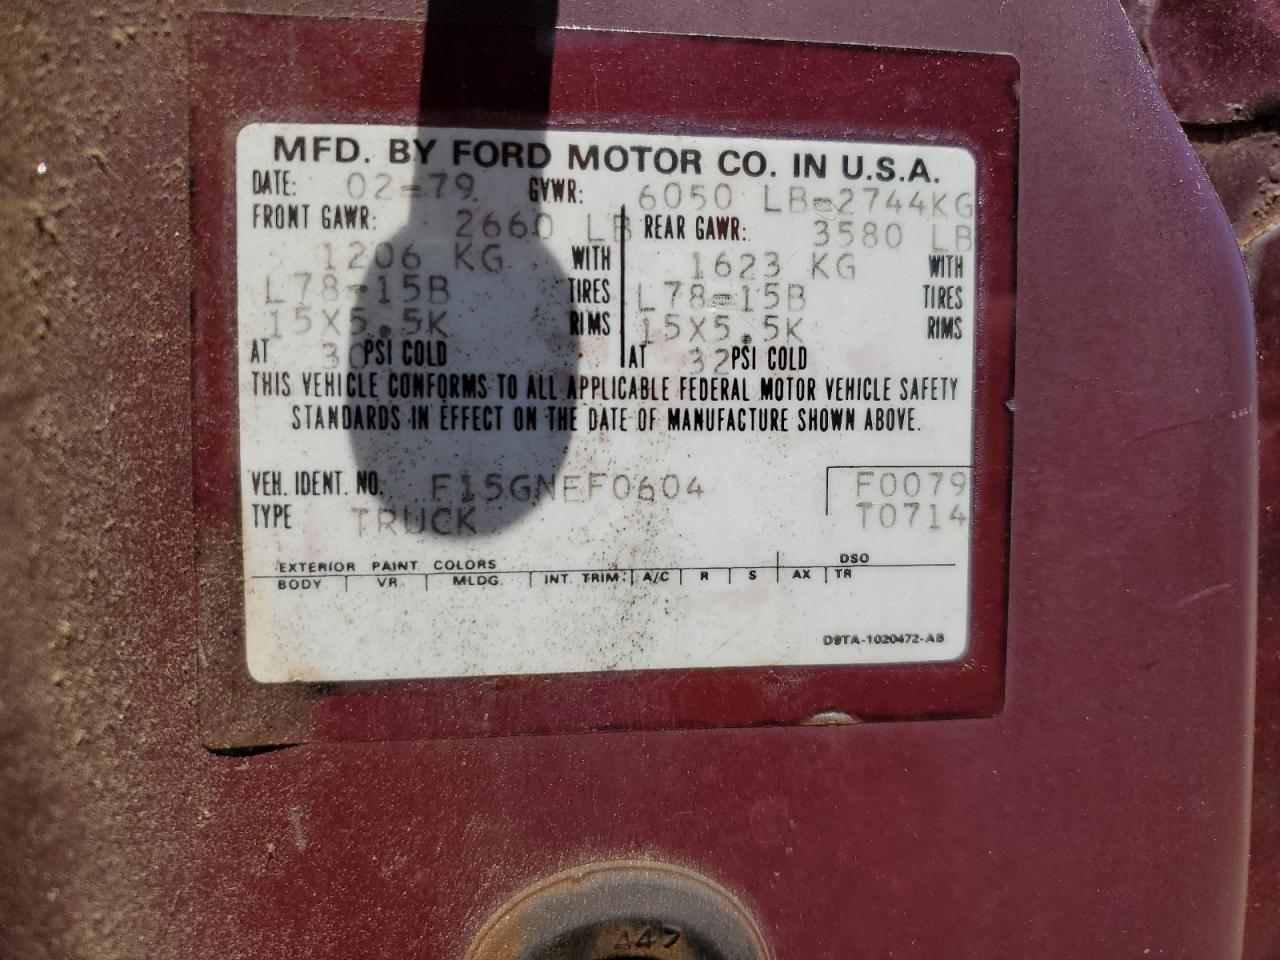 MFD. BY FORD MOTOR CO. IN U.S.A.
DATE: 02-79 GVWR: 6050 LB=2744KG
FRONT GAWR: 2660 LB REAR GAWR: 3580 LB
1206 KG WITH 1623 KG WITH
L78-15B TIRES L78=15B TIRES
15X5.5K RIMS 15X5.5K RIMS
AT 30 PSI COLD AT 32 PSI COLD
THIS VEHICLE CONFORMS TO ALL APPLICABLE FEDERAL MOTOR VEHICLE SAFETY
STANDARDS IN EFFECT ON THE DATE OF MANUFACTURE SHOWN ABOVE.
VEH. IDENT. NO. F15GNEF0604 F0079
TYPE TRUCK T0714
EXTERIOR PAINT COLORS DSO
BODY VR MLDG. INT. TRIM. A/C R S AX TR
D9TA-1020472-AB